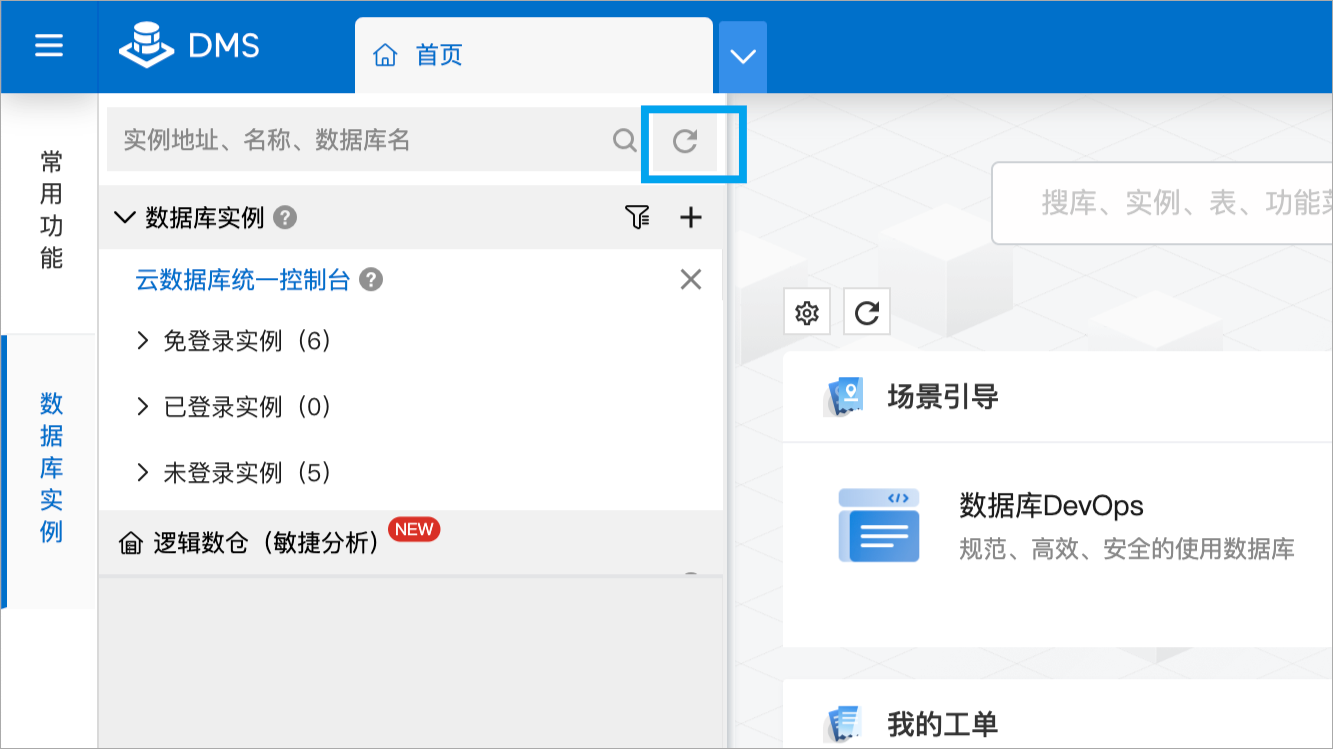 DMS
首页
常用功能
数据库实例
实例地址、名称、数据库名
数据库实例 ?
云数据库统一控制台 ?
免登录实例（6）
已登录实例（0）
未登录实例（5）
逻辑数仓（敏捷分析） NEW
搜库、实例、表、功能
场景引导
数据库DevOps
规范、高效、安全的使用数据库
我的工单